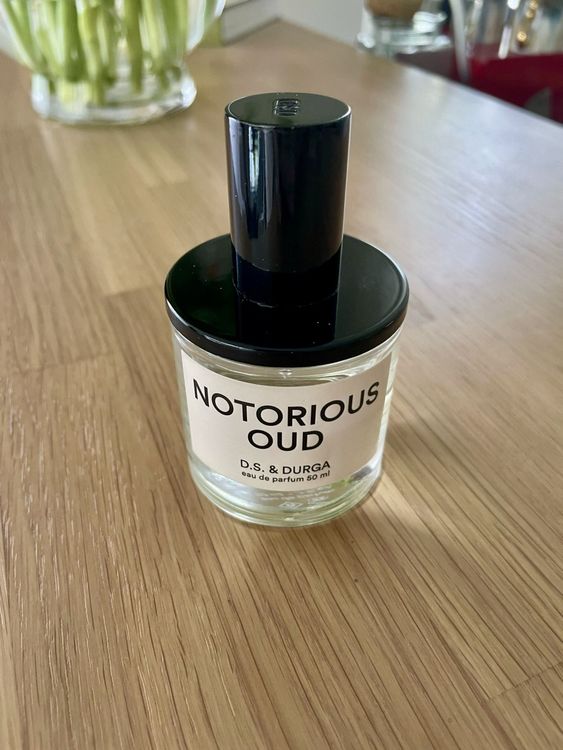 NOTORIOUS
OUD
D.S. & DURGA
eau de parfum 50 ml